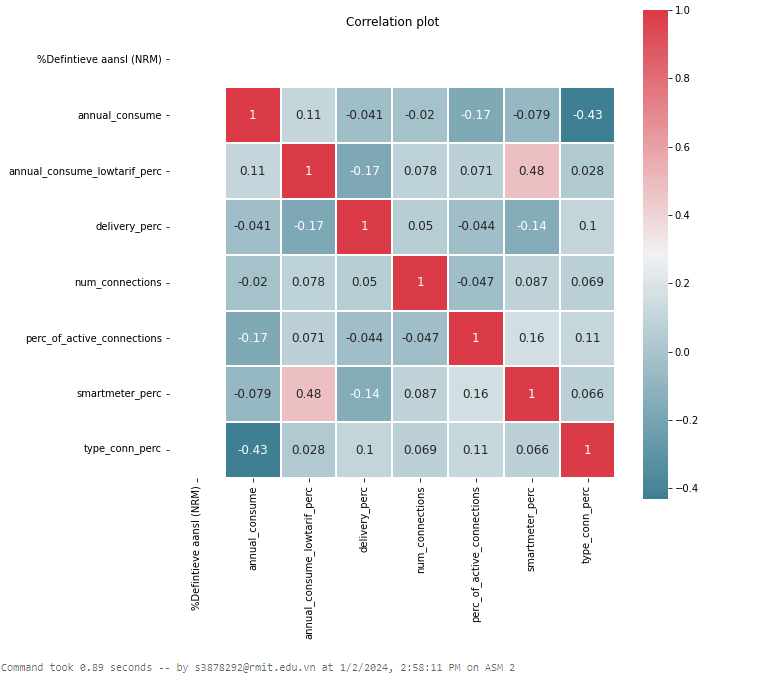 Correlation plot
%Defintieve aansl (NRM)
annual_consume
1 0.11 -0.041 -0.02 -0.17 -0.079 -0.43
annual_consume_lowtarif_perc
0.11 1 -0.17 0.078 0.071 0.48 0.028
delivery_perc
-0.041 -0.17 1 0.05 -0.044 -0.14 0.1
num_connections
-0.02 0.078 0.05 1 -0.047 0.087 0.069
perc_of_active_connections
-0.17 0.071 -0.044 -0.047 1 0.16 0.11
smartmeter_perc
-0.079 0.48 -0.14 0.087 0.16 1 0.066
type_conn_perc
-0.43 0.028 0.1 0.069 0.11 0.066 1
%Defintieve aansl (NRM)
annual_consume
annual_consume_lowtarif_perc
delivery_perc
num_connections
perc_of_active_connections
smartmeter_perc
type_conn_perc
1.0
0.8
0.6
0.4
0.2
0.0
−0.2
−0.4
Command took 0.89 seconds -- by s3878292@rmit.edu.vn at 1/2/2024, 2:58:11 PM on ASM 2